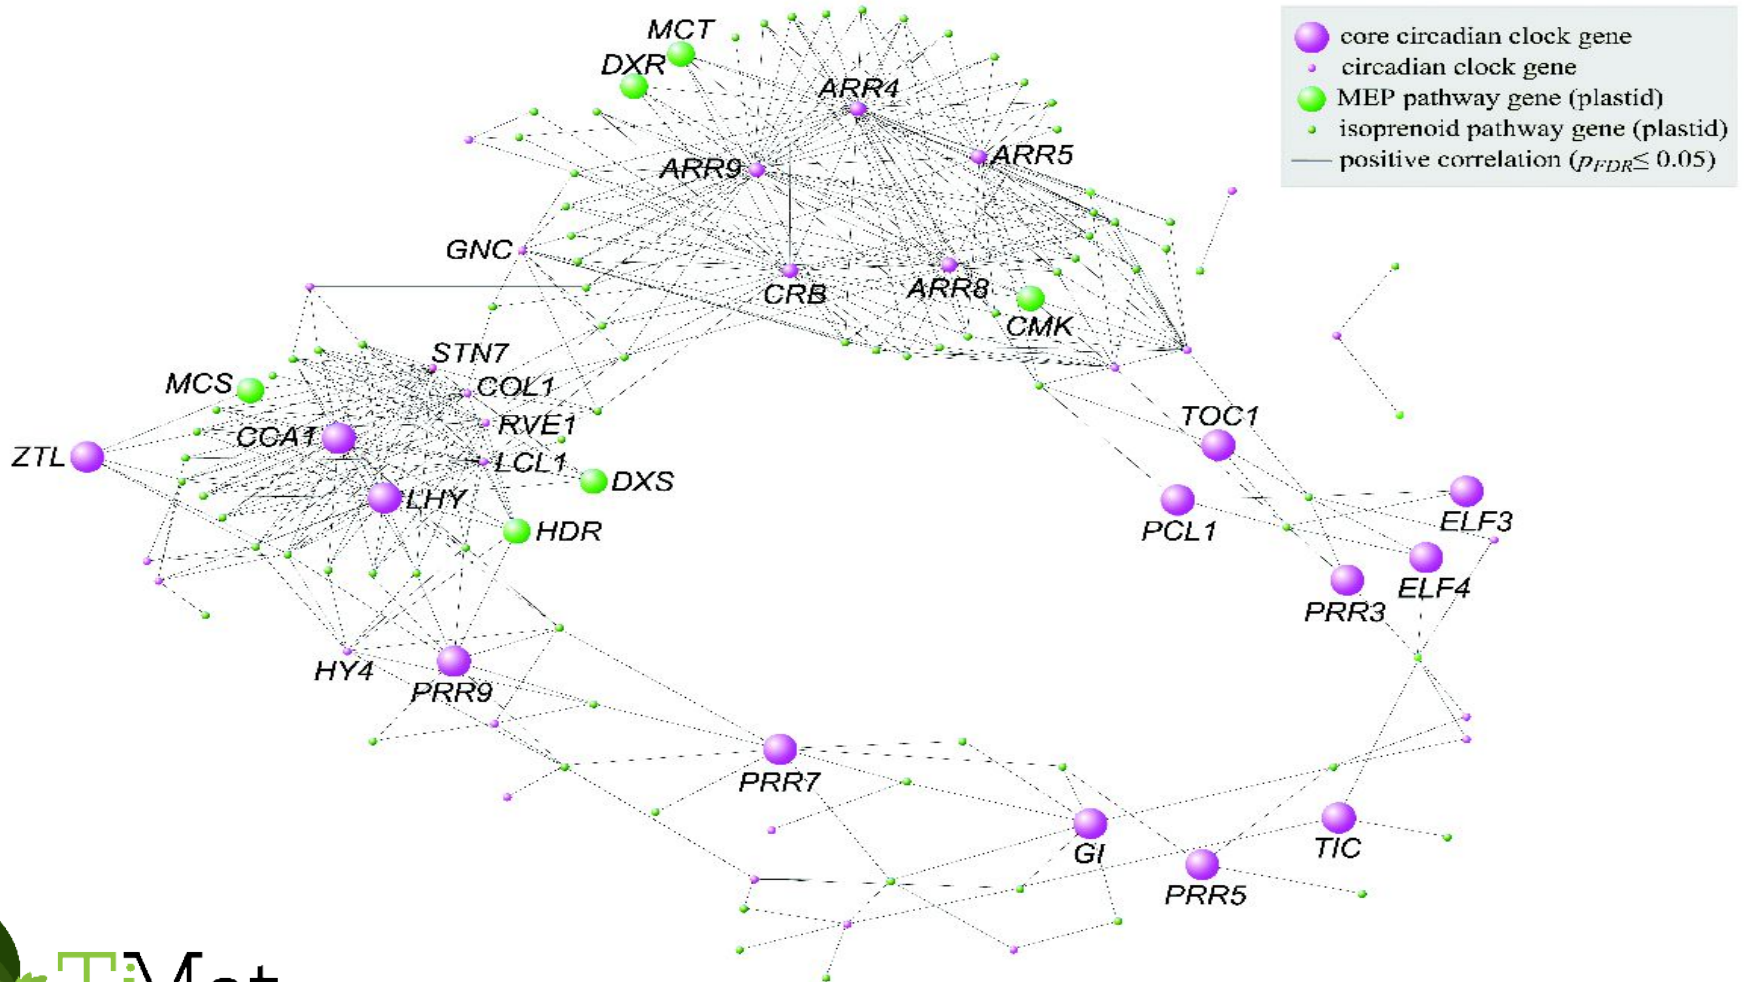 MCT
DXR
ARR4
ARR9
ARR5
GNC
CRB
ARR8
CMK
core circadian clock gene
circadian clock gene
MEP pathway gene (plastid)
isoprenoid pathway gene (plastid)
positive correlation (pFDR≤ 0.05)
STN7
MCS
COL1
CCA1
RVE1
ZTL
LCL1
LHY
DXS
HDR
TOC1
PCL1
ELF3
ELF4
PRR3
HY4
PRR9
PRR7
GI
TIC
PRR5
TiMet